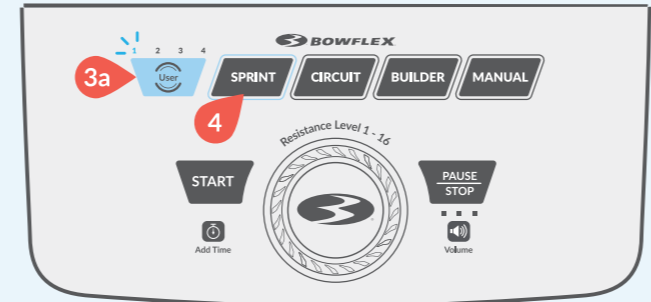 BOWFLEX
1 2 3 4
3a
User
SPRINT
CIRCUIT
BUILDER
MANUAL
4
Resistance Level 1 - 16
START
PAUSE
STOP
Add Time
Volume